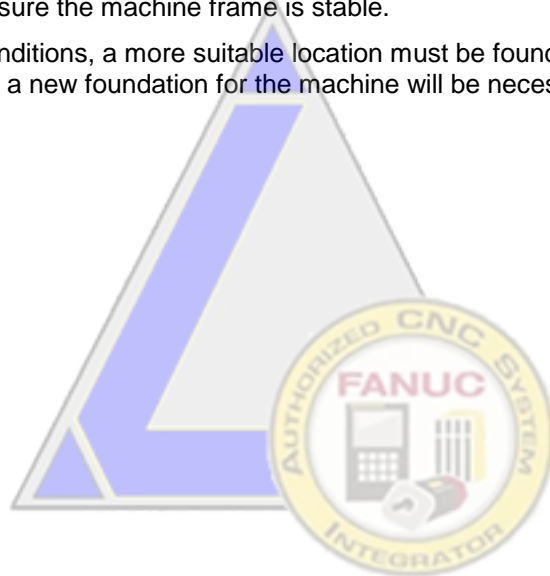 sure the machine frame is stable.
nditions, a more suitable location must be found
a new foundation for the machine will be neces
AUTHORIZED CNC SYSTEM
FANUC
INTEGRATOR